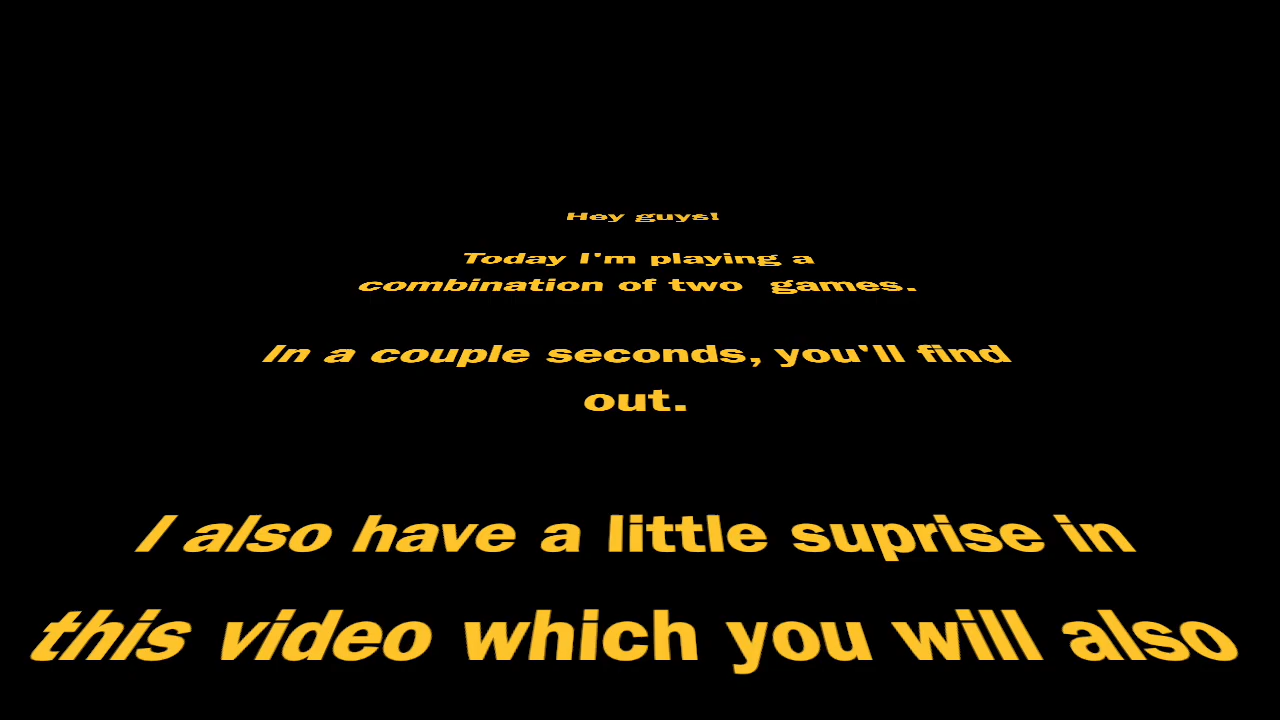 Hey guys!
Today I'm playing a
combination of two  games.
In a couple seconds, you'll find
out.
I also have a little suprise in
this video which you will also